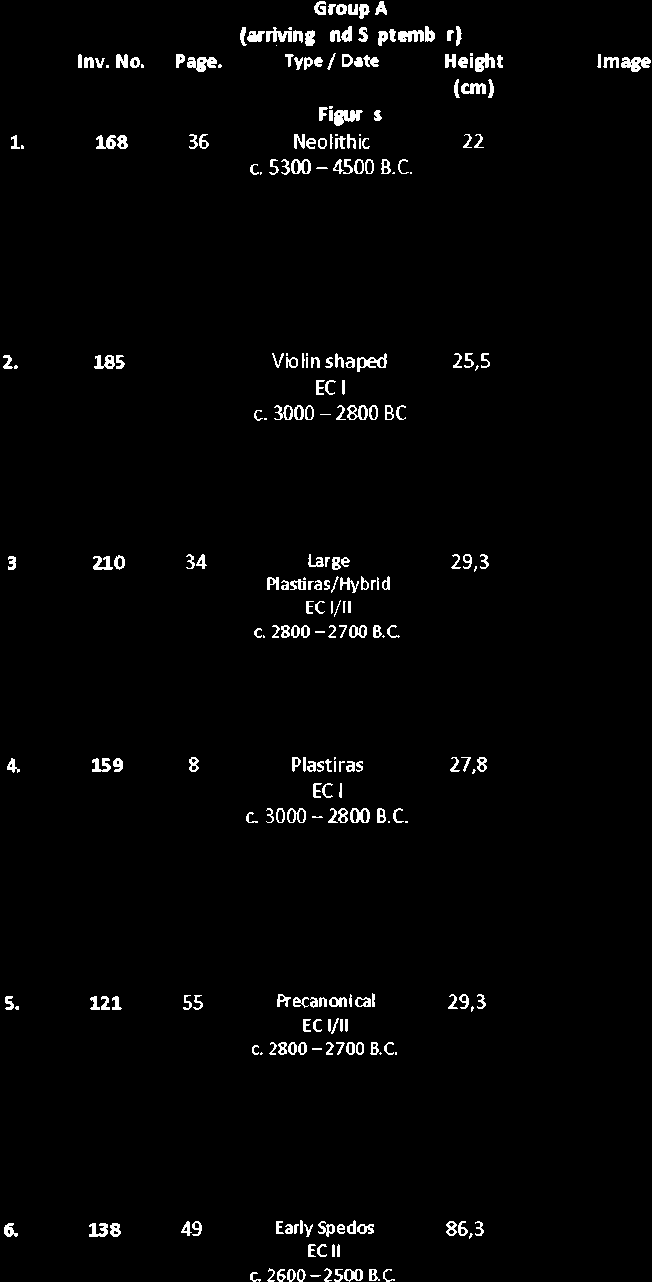 Group A
(arriving nd S ptemb r)
Inv. No. Page. Type / Date Height Image
(cm)
Figur s
1. 168 36 Neolithic 22
c. 5300 – 4500 B.C.
2. 185 Violin shaped 25,5
EC I
c. 3000 – 2800 BC
3 210 34 Large 29,3
Plastiras/Hybrid
EC I/II
c. 2800 – 2700 B.C.
4. 159 8 Plastiras 27,8
EC I
c. 3000 – 2800 B.C.
5. 121 55 Precanonical 29,3
EC I/II
c. 2800 – 2700 B.C.
6. 138 49 Early Spedos 86,3
EC II
c. 2600 – 2500 B.C.